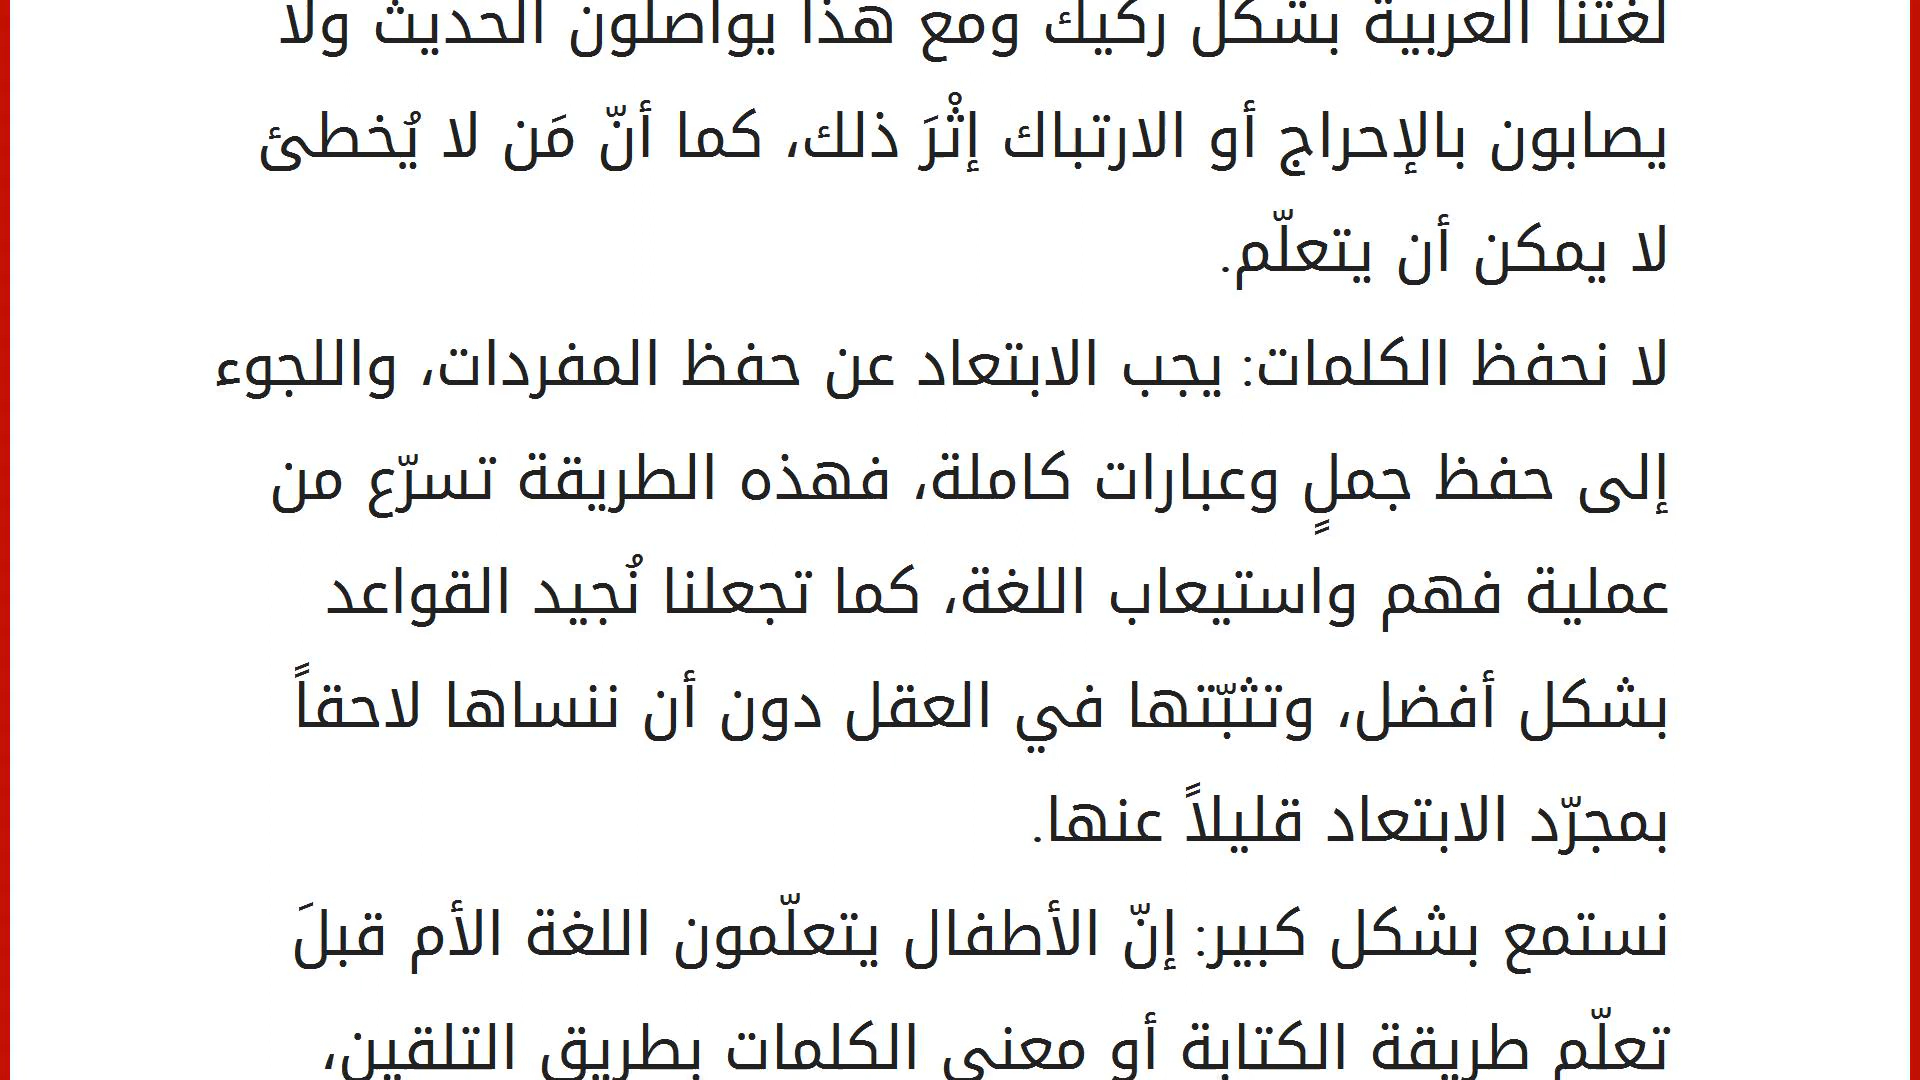 لغتنا العربية بشكل ركيك ومع هذا يواصلون الحديث ولا
يصابون بالإحراج أو الارتباك إثْرَ ذلك، كما أنّ مَن لا يُخطئ
لا يمكن أن يتعلّم.
لا نحفظ الكلمات: يجب الابتعاد عن حفظ المفردات، واللجوء
إلى حفظ جملٍ وعبارات كاملة، فهذه الطريقة تسرّع من
عملية فهم واستيعاب اللغة، كما تجعلنا نُجيد القواعد
بشكل أفضل، وتثبّتها في العقل دون أن ننساها لاحقاً
بمجرّد الابتعاد قليلاً عنها.
نستمع بشكل كبير: إنّ الأطفال يتعلّمون اللغة الأم قبلَ
تعلّم طريقة الكتابة أو معنى الكلمات بطريق التلقين،